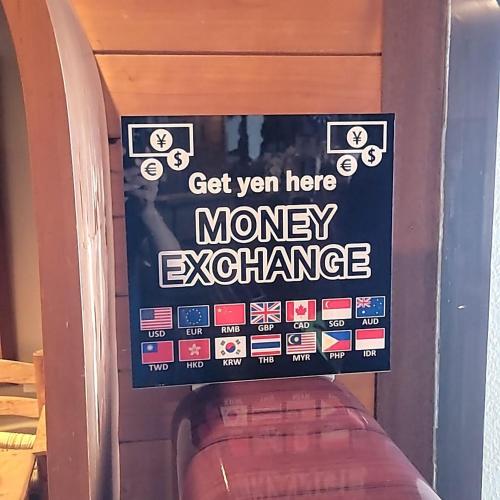 ¥ € $ ¥ € $
Get yen here
MONEY
EXCHANGE
USD EUR RMB GBP CAD SGD AUD
TWD HKD KRW THB MYR PHP IDR